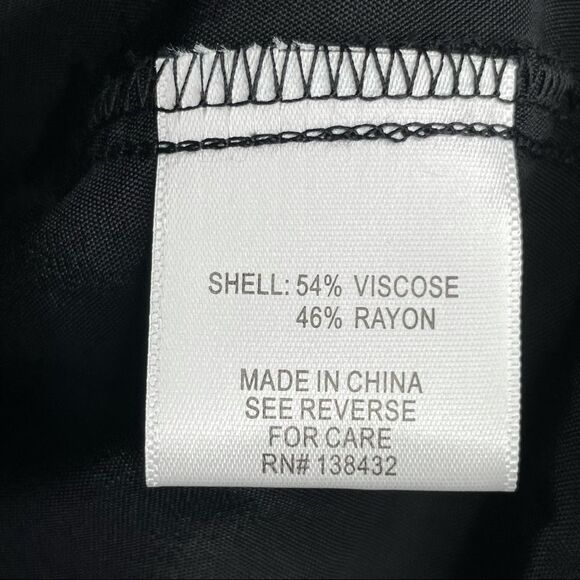 SHELL: 54% VISCOSE
46% RAYON
MADE IN CHINA
SEE REVERSE
FOR CARE
RN# 138432